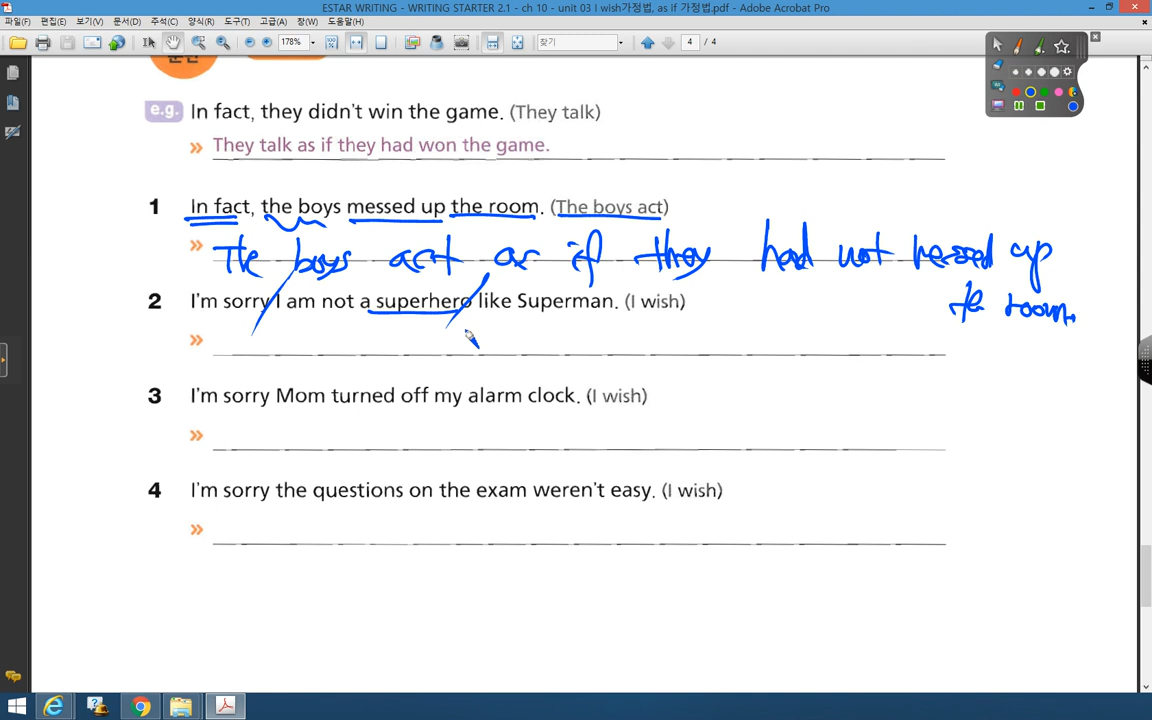 ESTAR WRITING 2.1 - ch 10 - unit 03 I wish가정법, as if 가정법.pdf - Adobe Acrobat Pro
파일(F) 편집(E) 보기(V) 문서(D) 주석(C) 양식(R) 도구(T) 고급(A) 창(W) 도움말(H)
178% 찾기 4 / 4
e.g. In fact, they didn't win the game. (They talk)
They talk as if they had won the game.
1 In fact, the boys messed up the room. (The boys act)
The boys act as if they had not messed up
the room.
2 I'm sorry I am not a superhero like Superman. (I wish)
3 I'm sorry Mom turned off my alarm clock. (I wish)
4 I'm sorry the questions on the exam weren't easy. (I wish)